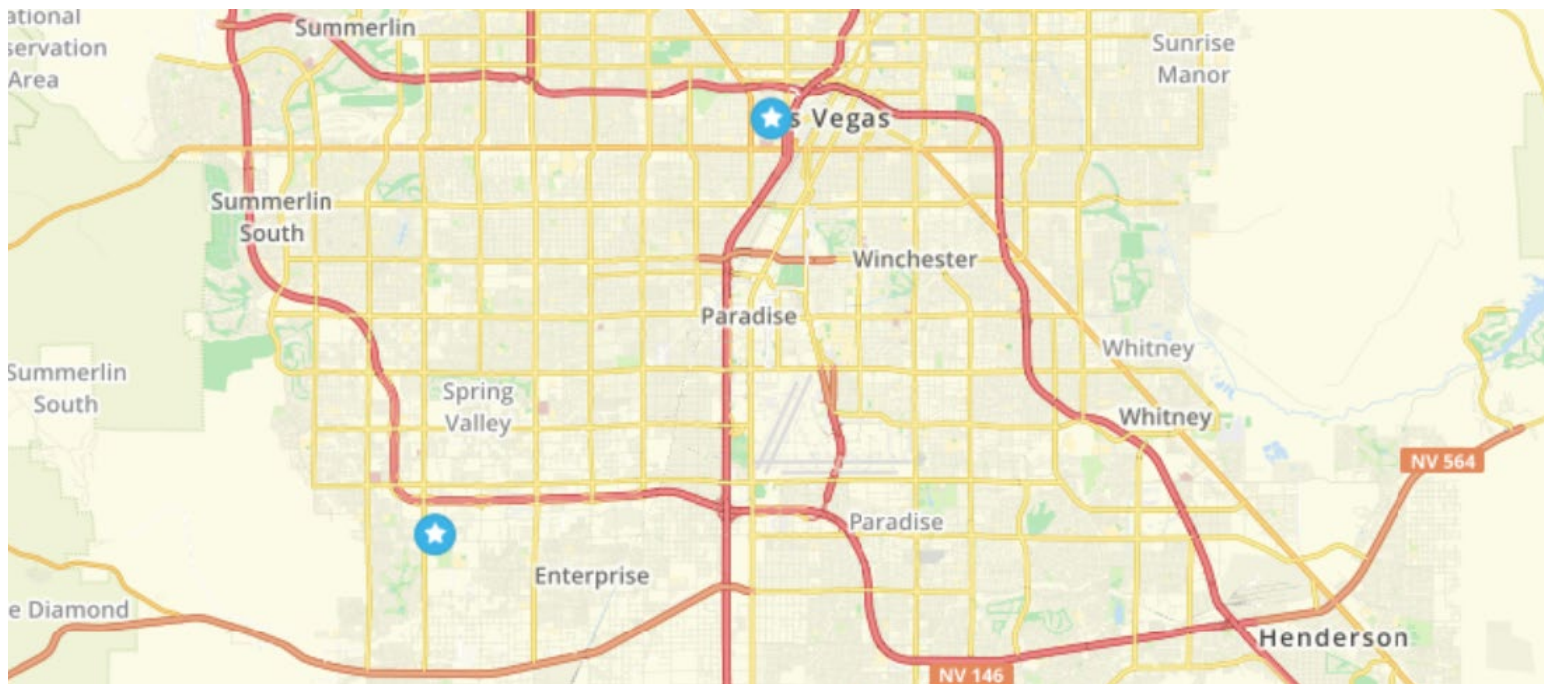 ational
servation
Area
Summerlin
Sunrise
Manor
s Vegas
Summerlin
South
Winchester
Paradise
Whitney
Summerlin
South
Spring
Valley
Whitney
NV 564
Paradise
Enterprise
e Diamond
Henderson
NV 146